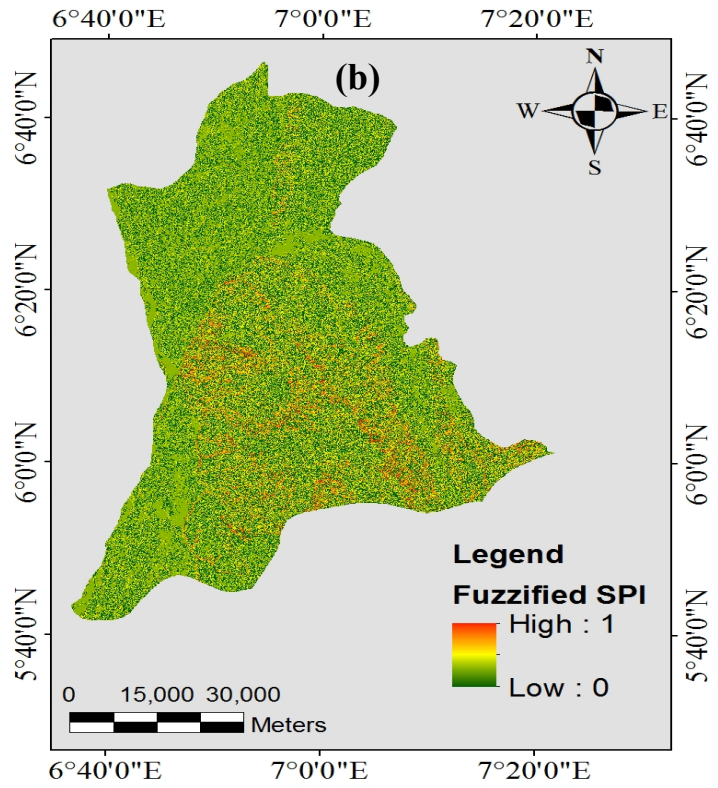 6°40'0"E 7°0'0"E 7°20'0"E
(b)
N
W E
S
6°40'0"N 6°40'0"N
6°20'0"N 6°20'0"N
6°0'0"N 6°0'0"N
5°40'0"N 5°40'0"N
Legend
Fuzzified SPI
High : 1
Low : 0
0 15,000 30,000
Meters
6°40'0"E 7°0'0"E 7°20'0"E